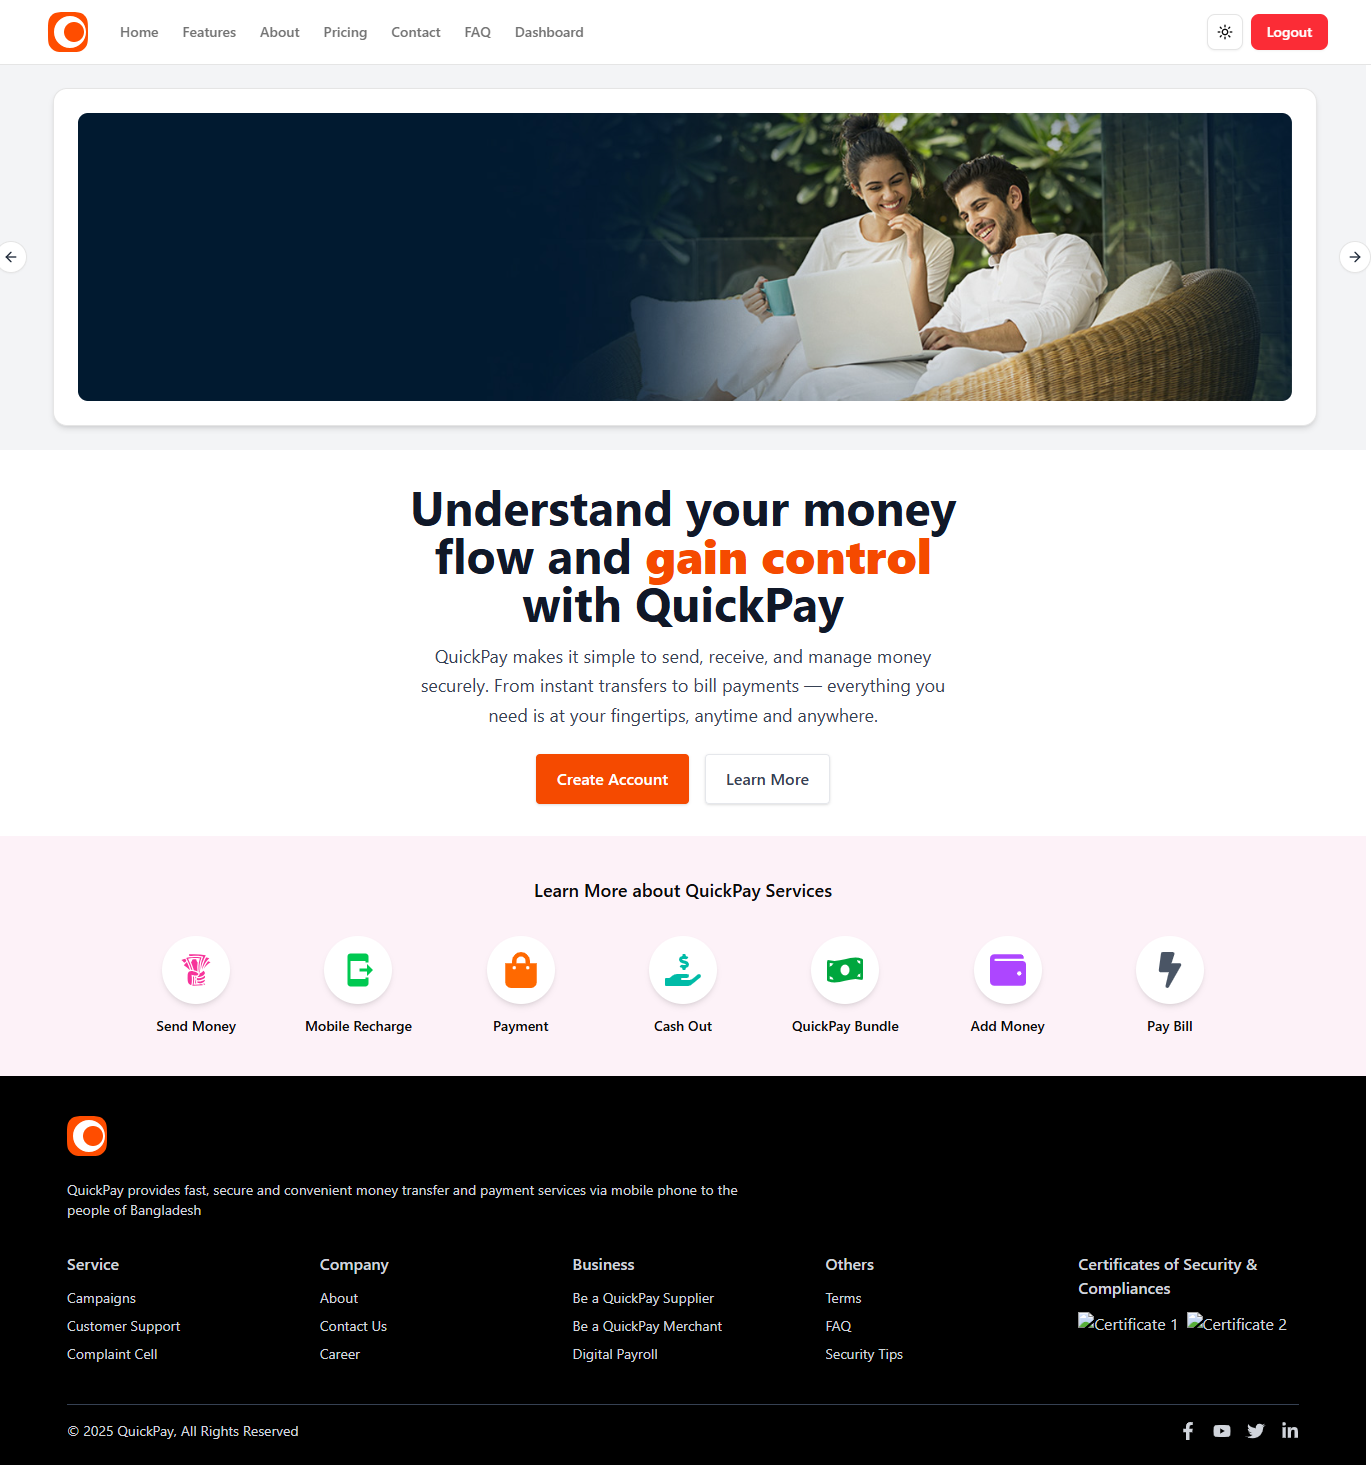 Home Features About Pricing Contact FAQ Dashboard Logout
Understand your money
flow and gain control
with QuickPay
QuickPay makes it simple to send, receive, and manage money
securely. From instant transfers to bill payments — everything you
need is at your fingertips, anytime and anywhere.
Create Account Learn More
Learn More about QuickPay Services
Send Money Mobile Recharge Payment Cash Out QuickPay Bundle Add Money Pay Bill
QuickPay provides fast, secure and convenient money transfer and payment services via mobile phone to the
people of Bangladesh
Service
Campaigns
Customer Support
Complaint Cell
Company
About
Contact Us
Career
Business
Be a QuickPay Supplier
Be a QuickPay Merchant
Digital Payroll
Others
Terms
FAQ
Security Tips
Certificates of Security &
Compliances
Certificate 1 Certificate 2
© 2025 QuickPay, All Rights Reserved